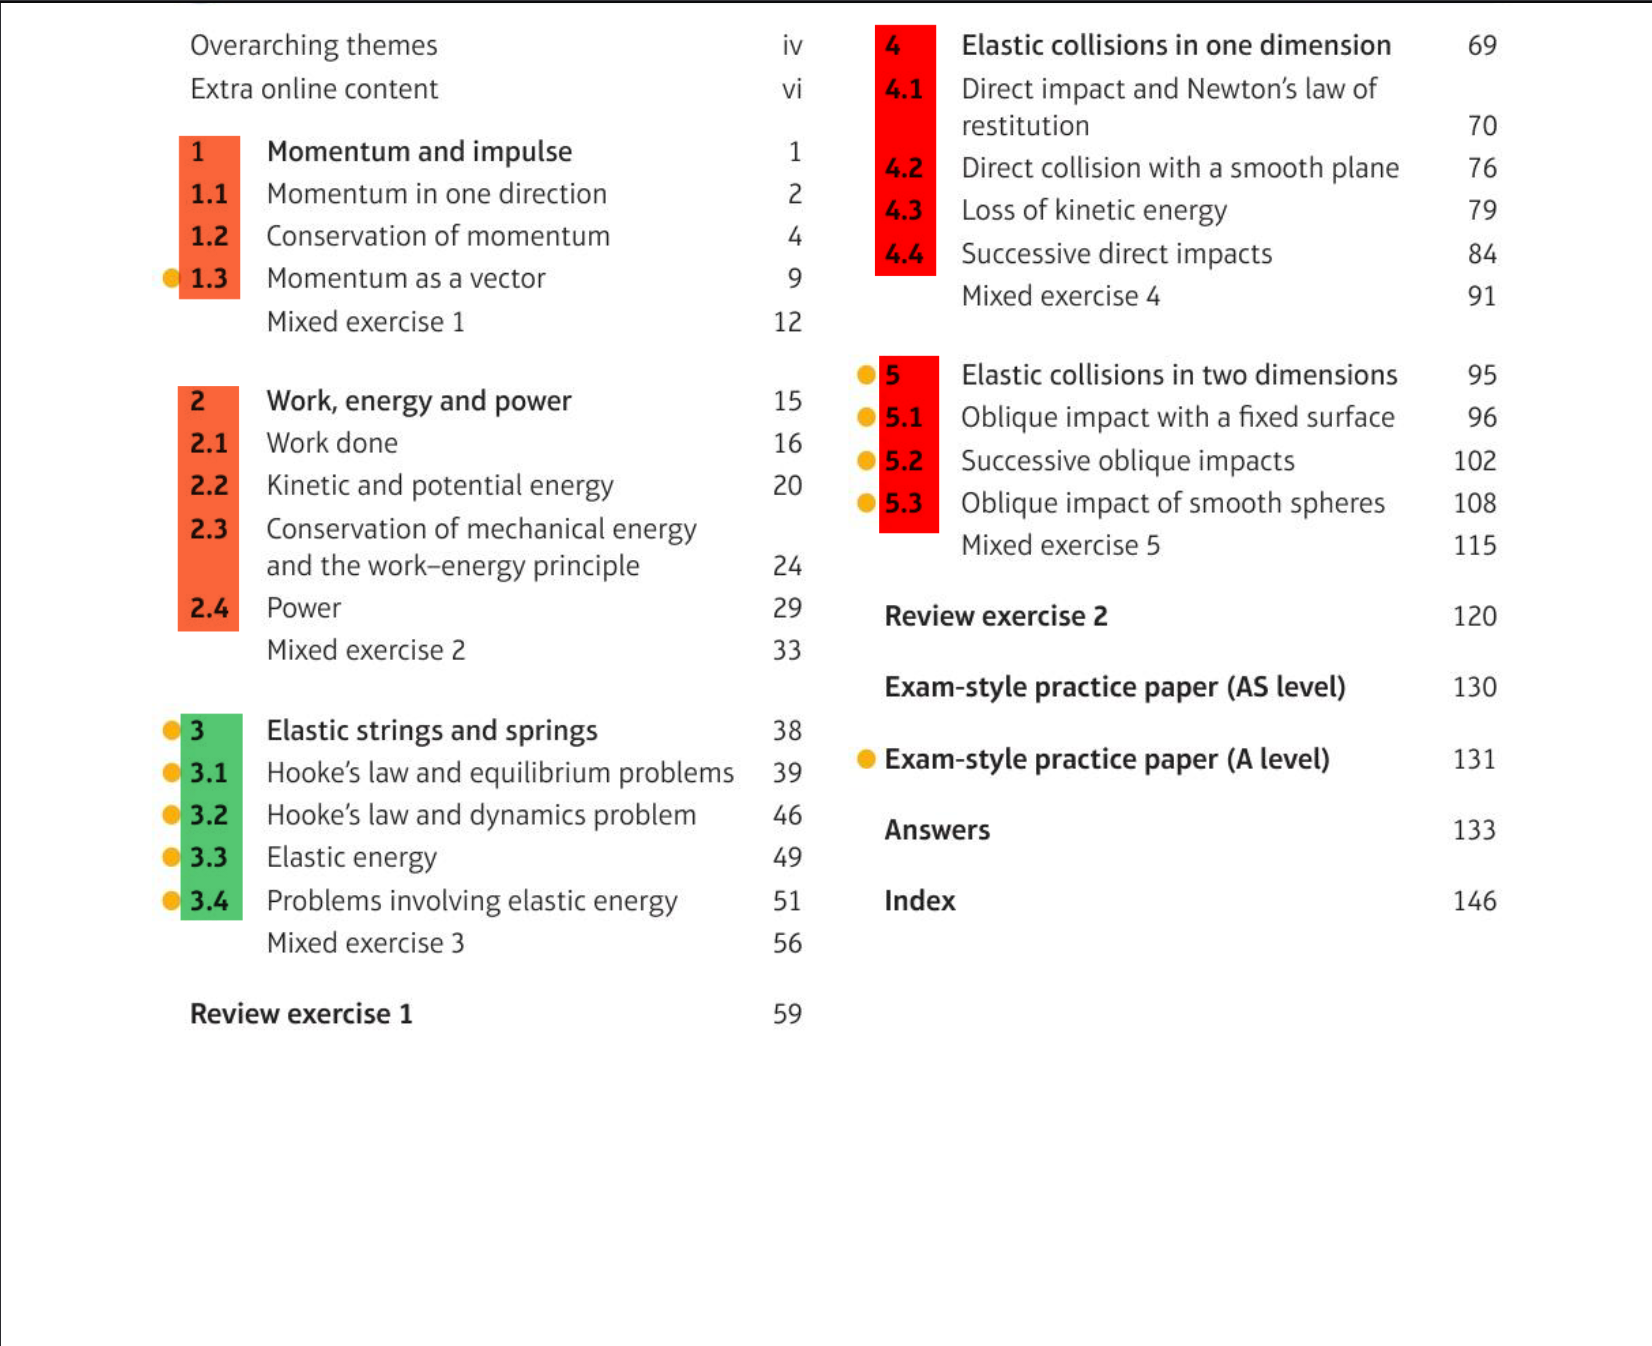 Overarching themes iv
Extra online content vi
1 Momentum and impulse 1
1.1 Momentum in one direction 2
1.2 Conservation of momentum 4
1.3 Momentum as a vector 9
Mixed exercise 1 12
2 Work, energy and power 15
2.1 Work done 16
2.2 Kinetic and potential energy 20
2.3 Conservation of mechanical energy
and the work–energy principle 24
2.4 Power 29
Mixed exercise 2 33
3 Elastic strings and springs 38
3.1 Hooke's law and equilibrium problems 39
3.2 Hooke's law and dynamics problem 46
3.3 Elastic energy 49
3.4 Problems involving elastic energy 51
Mixed exercise 3 56
Review exercise 1 59
4 Elastic collisions in one dimension 69
4.1 Direct impact and Newton's law of
restitution 70
4.2 Direct collision with a smooth plane 76
4.3 Loss of kinetic energy 79
4.4 Successive direct impacts 84
Mixed exercise 4 91
5 Elastic collisions in two dimensions 95
5.1 Oblique impact with a fixed surface 96
5.2 Successive oblique impacts 102
5.3 Oblique impact of smooth spheres 108
Mixed exercise 5 115
Review exercise 2 120
Exam-style practice paper (AS level) 130
Exam-style practice paper (A level) 131
Answers 133
Index 146